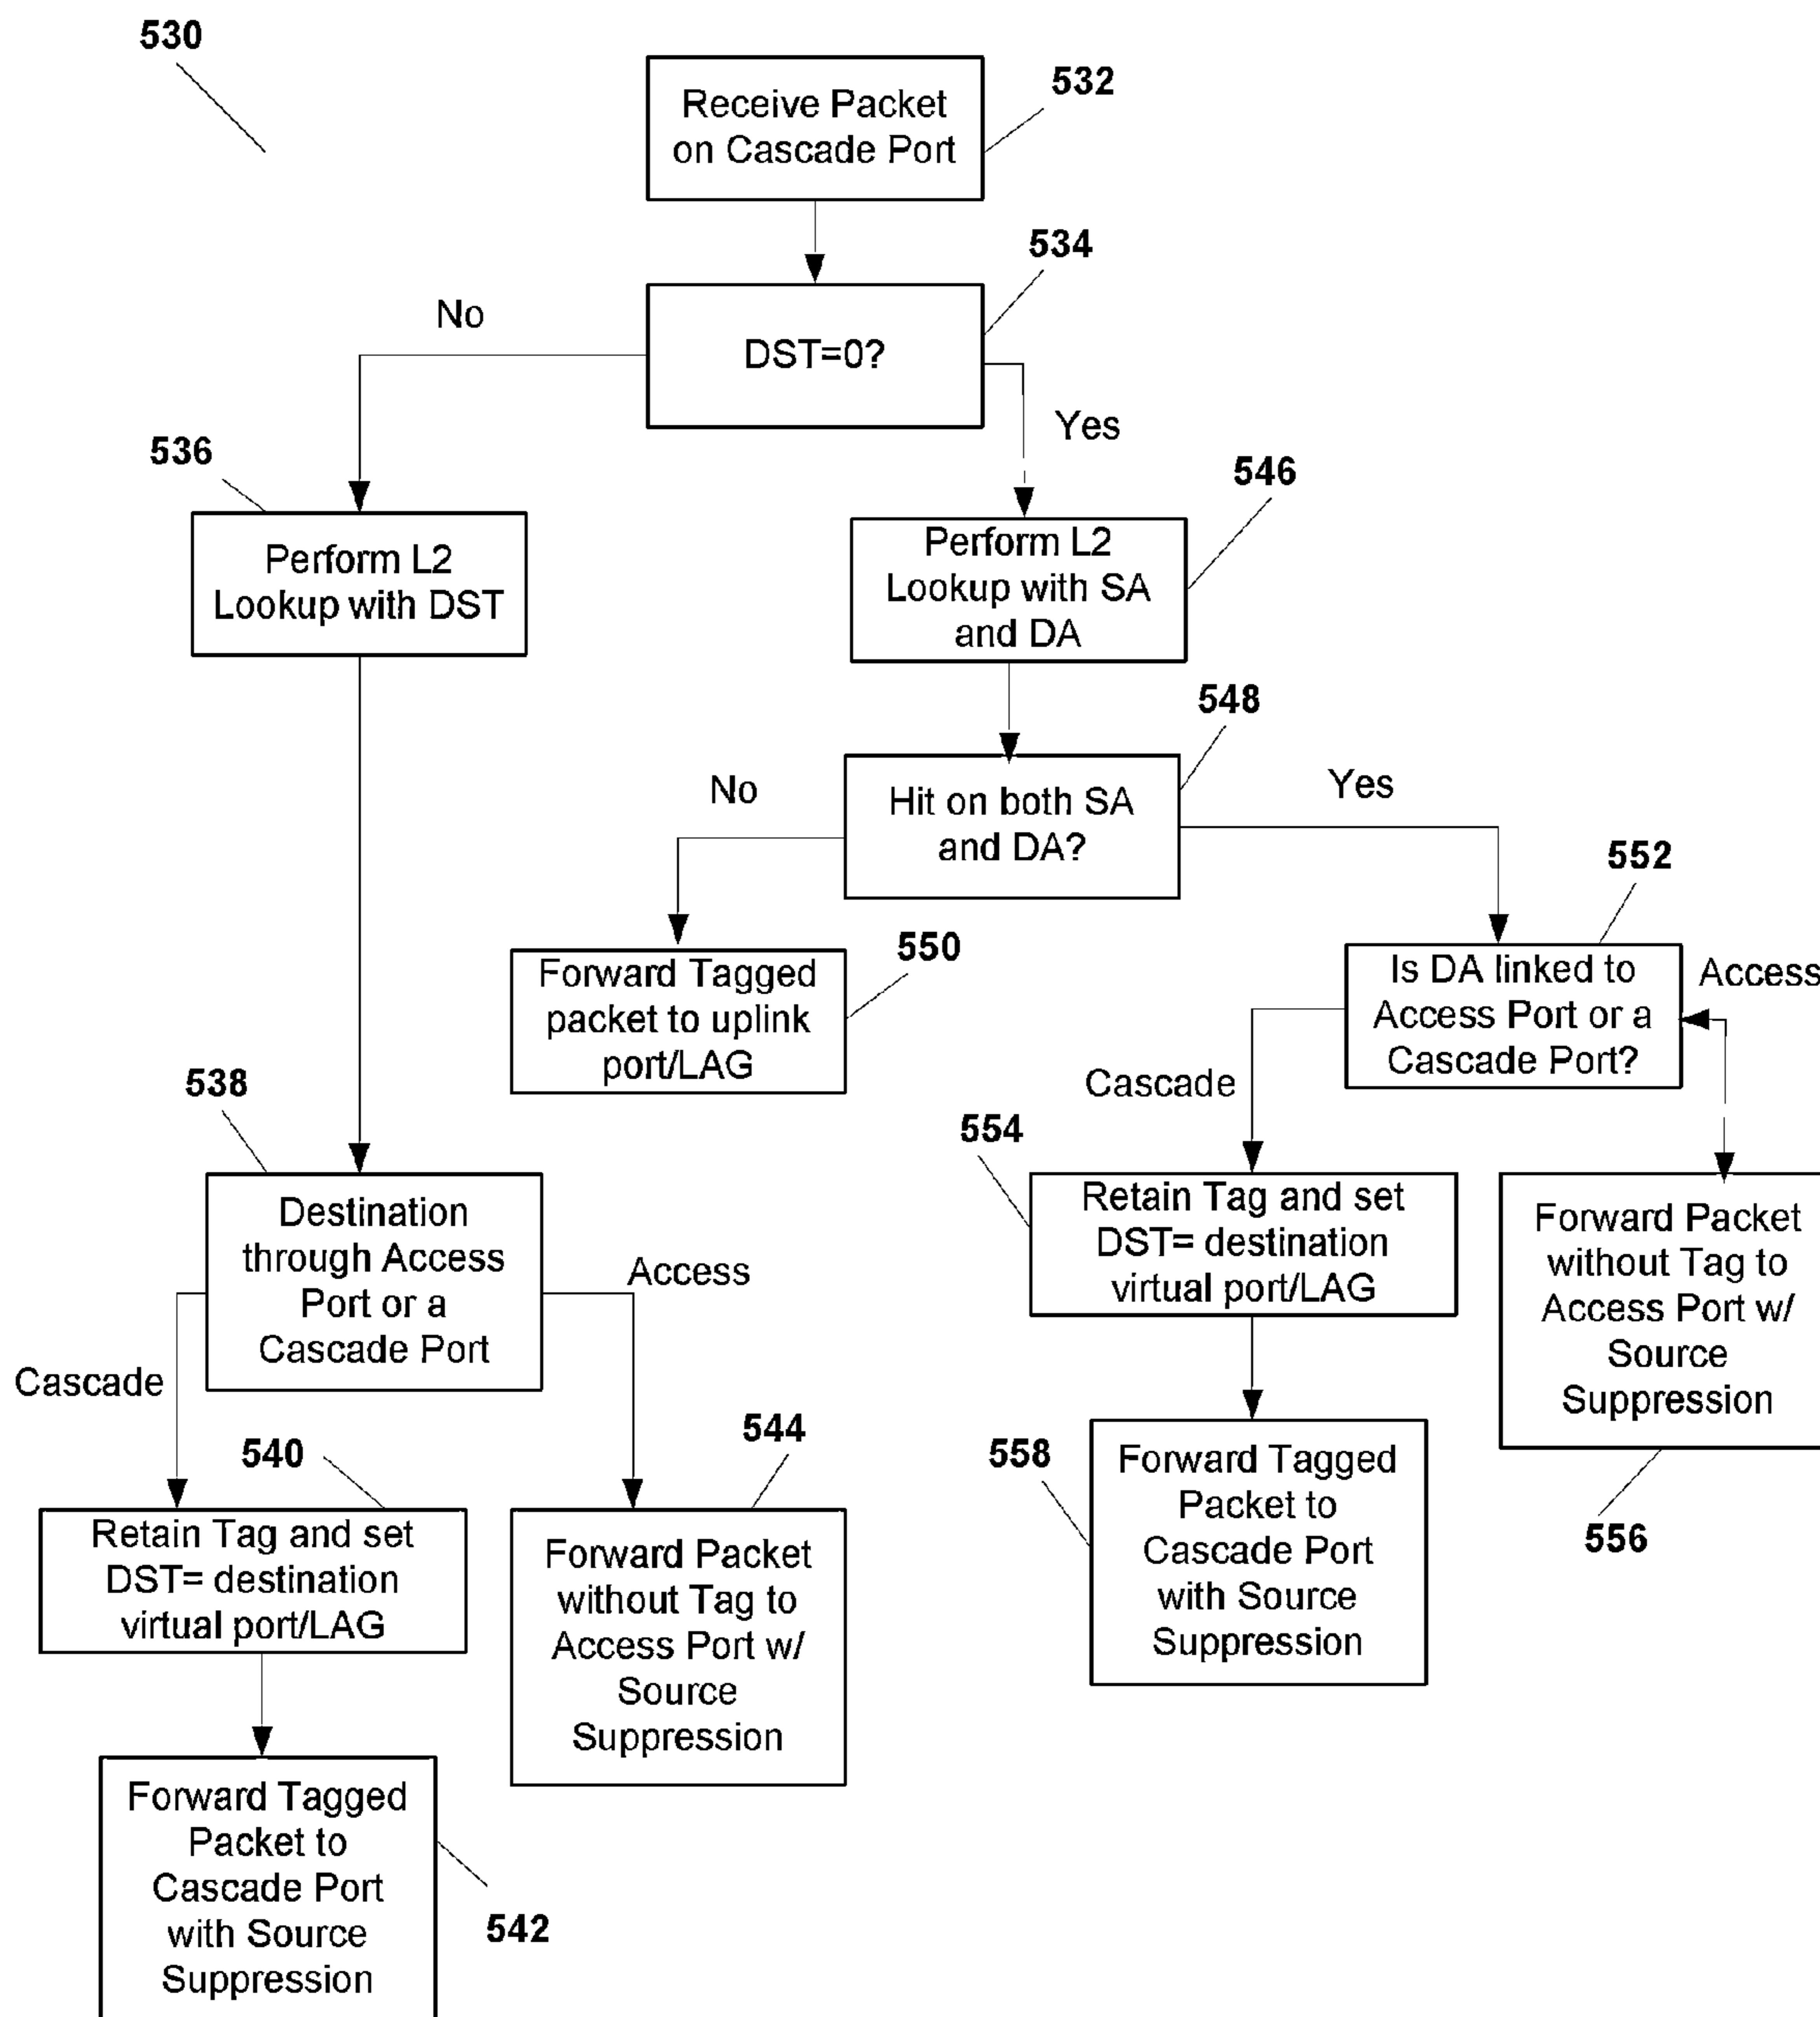 530
Receive Packet
on Cascade Port
532
534
DST=0?
No
Yes
536
Perform L2
Lookup with DST
546
Perform L2
Lookup with SA
and DA
548
Hit on both SA
and DA?
No
Yes
550
Forward Tagged
packet to uplink
port/LAG
552
Is DA linked to
Access Port or a
Cascade Port?
Access
Cascade
538
Destination
through Access
Port or a
Cascade Port
Access
Cascade
554
Retain Tag and set
DST= destination
virtual port/LAG
Forward Packet
without Tag to
Access Port w/
Source
Suppression
556
540
Retain Tag and set
DST= destination
virtual port/LAG
544
Forward Packet
without Tag to
Access Port w/
Source
Suppression
558
Forward Tagged
Packet to
Cascade Port
with Source
Suppression
Forward Tagged
Packet to
Cascade Port
with Source
Suppression
542